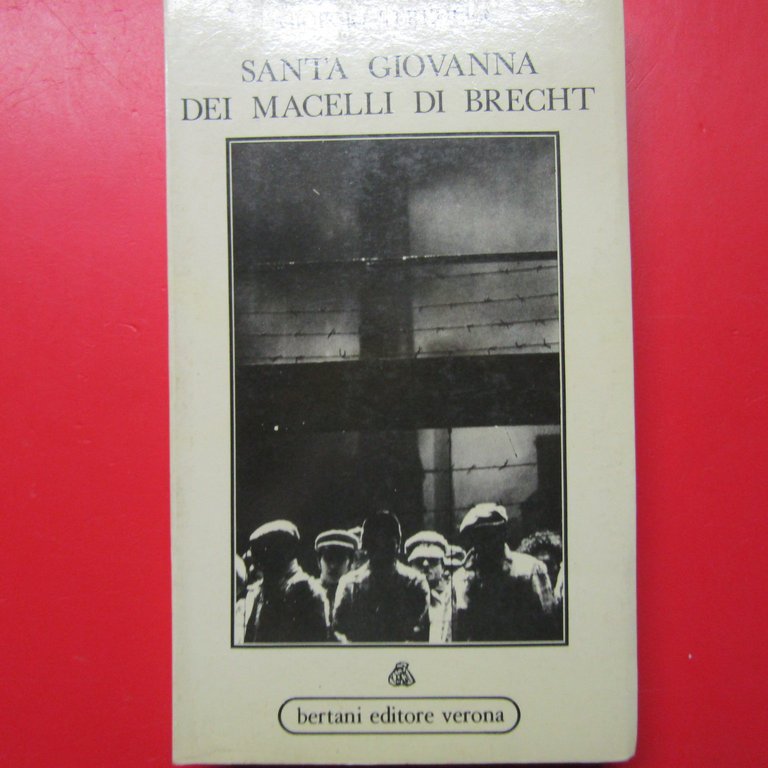 SANTA GIOVANNA
DEI MACELLI DI BRECHT
bertani editore verona